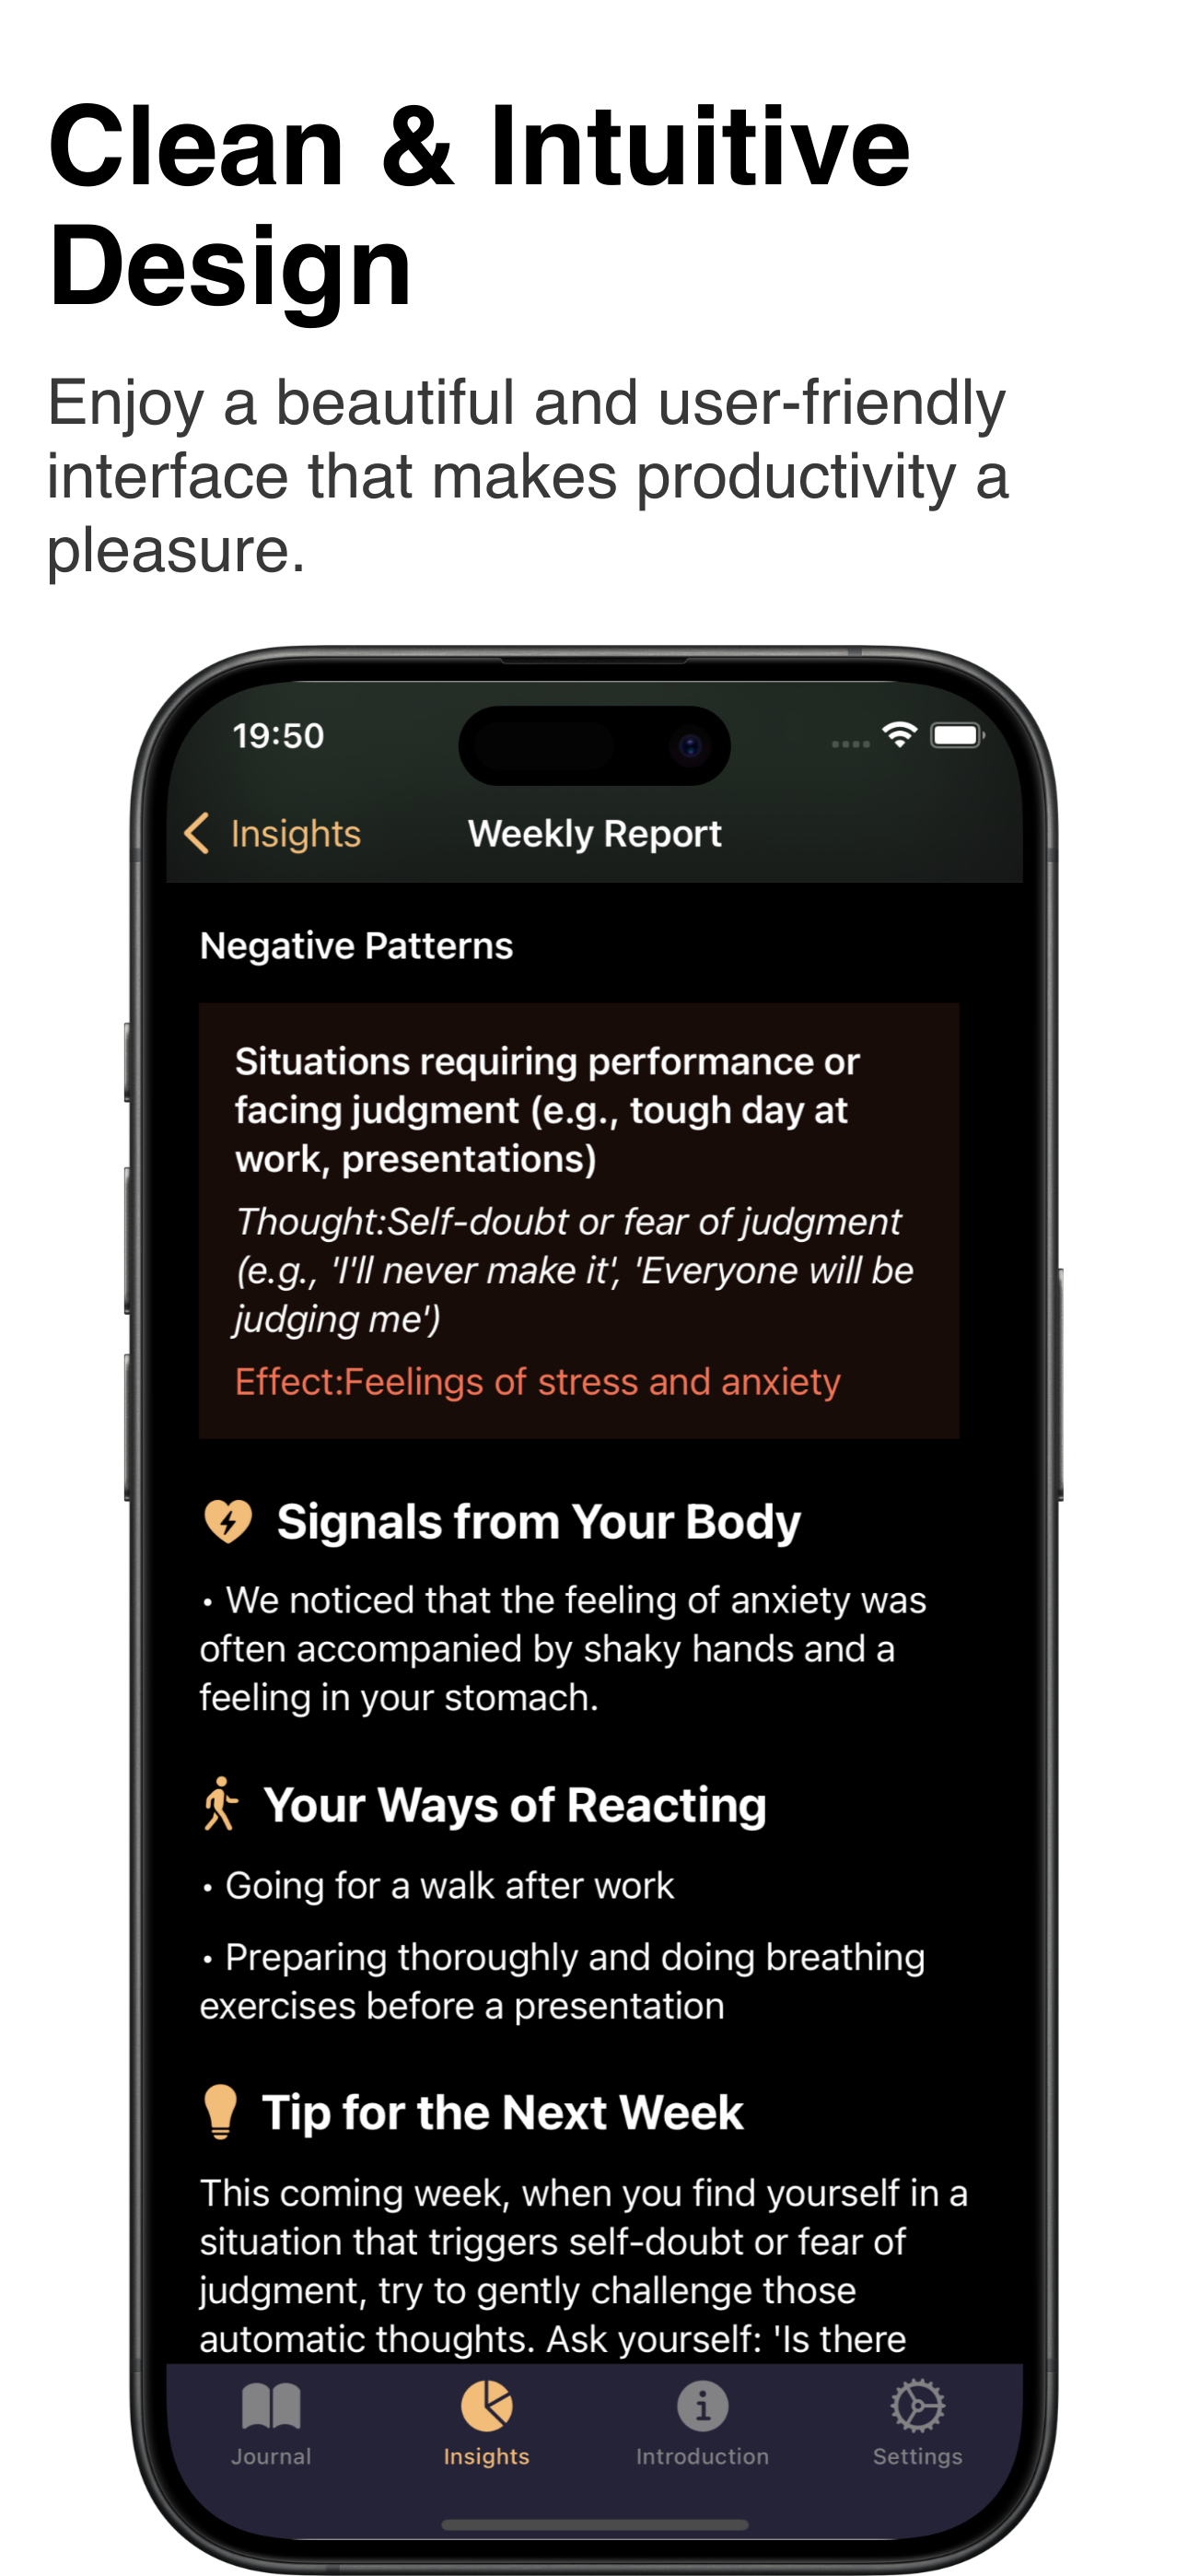 Clean & Intuitive
Design
Enjoy a beautiful and user-friendly
interface that makes productivity a
pleasure.
19:50
Insights
Weekly Report
Negative Patterns
Situations requiring performance or
facing judgment (e.g., tough day at
work, presentations)
Thought:Self-doubt or fear of judgment
(e.g., 'I'll never make it', 'Everyone will be
judging me')
Effect:Feelings of stress and anxiety
Signals from Your Body
• We noticed that the feeling of anxiety was
often accompanied by shaky hands and a
feeling in your stomach.
Your Ways of Reacting
• Going for a walk after work
• Preparing thoroughly and doing breathing
exercises before a presentation
Tip for the Next Week
This coming week, when you find yourself in a
situation that triggers self-doubt or fear of
judgment, try to gently challenge those
automatic thoughts. Ask yourself: 'Is there
Journal
Insights
Introduction
Settings